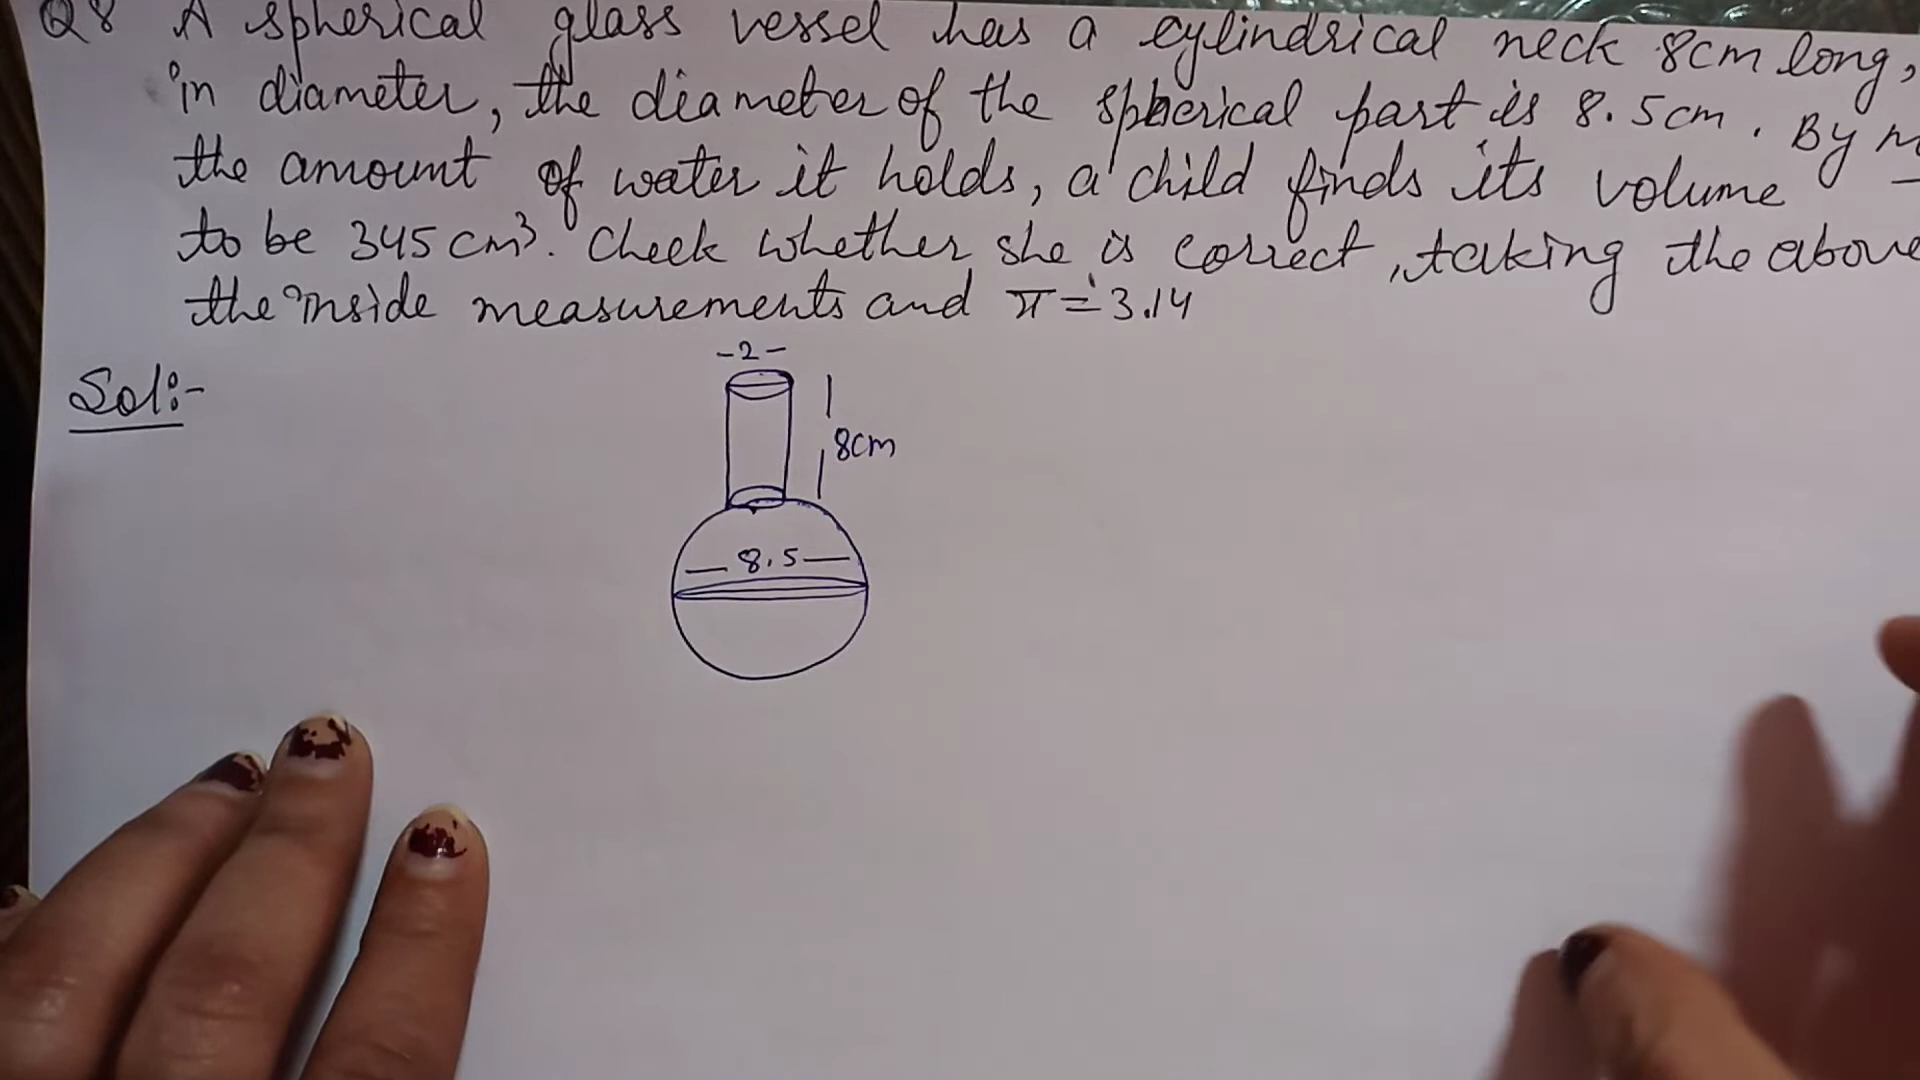 Q8 A spherical glass vessel has a cylindrical neck 8cm long,
in diameter, the diameter of the spherical part is 8.5cm. By
the amount of water it holds, a child finds its volume
to be 345 cm³. Check whether she is correct, taking the above
the inside measurements and π = 3.14
Sol:-
-2-
8cm
8.5